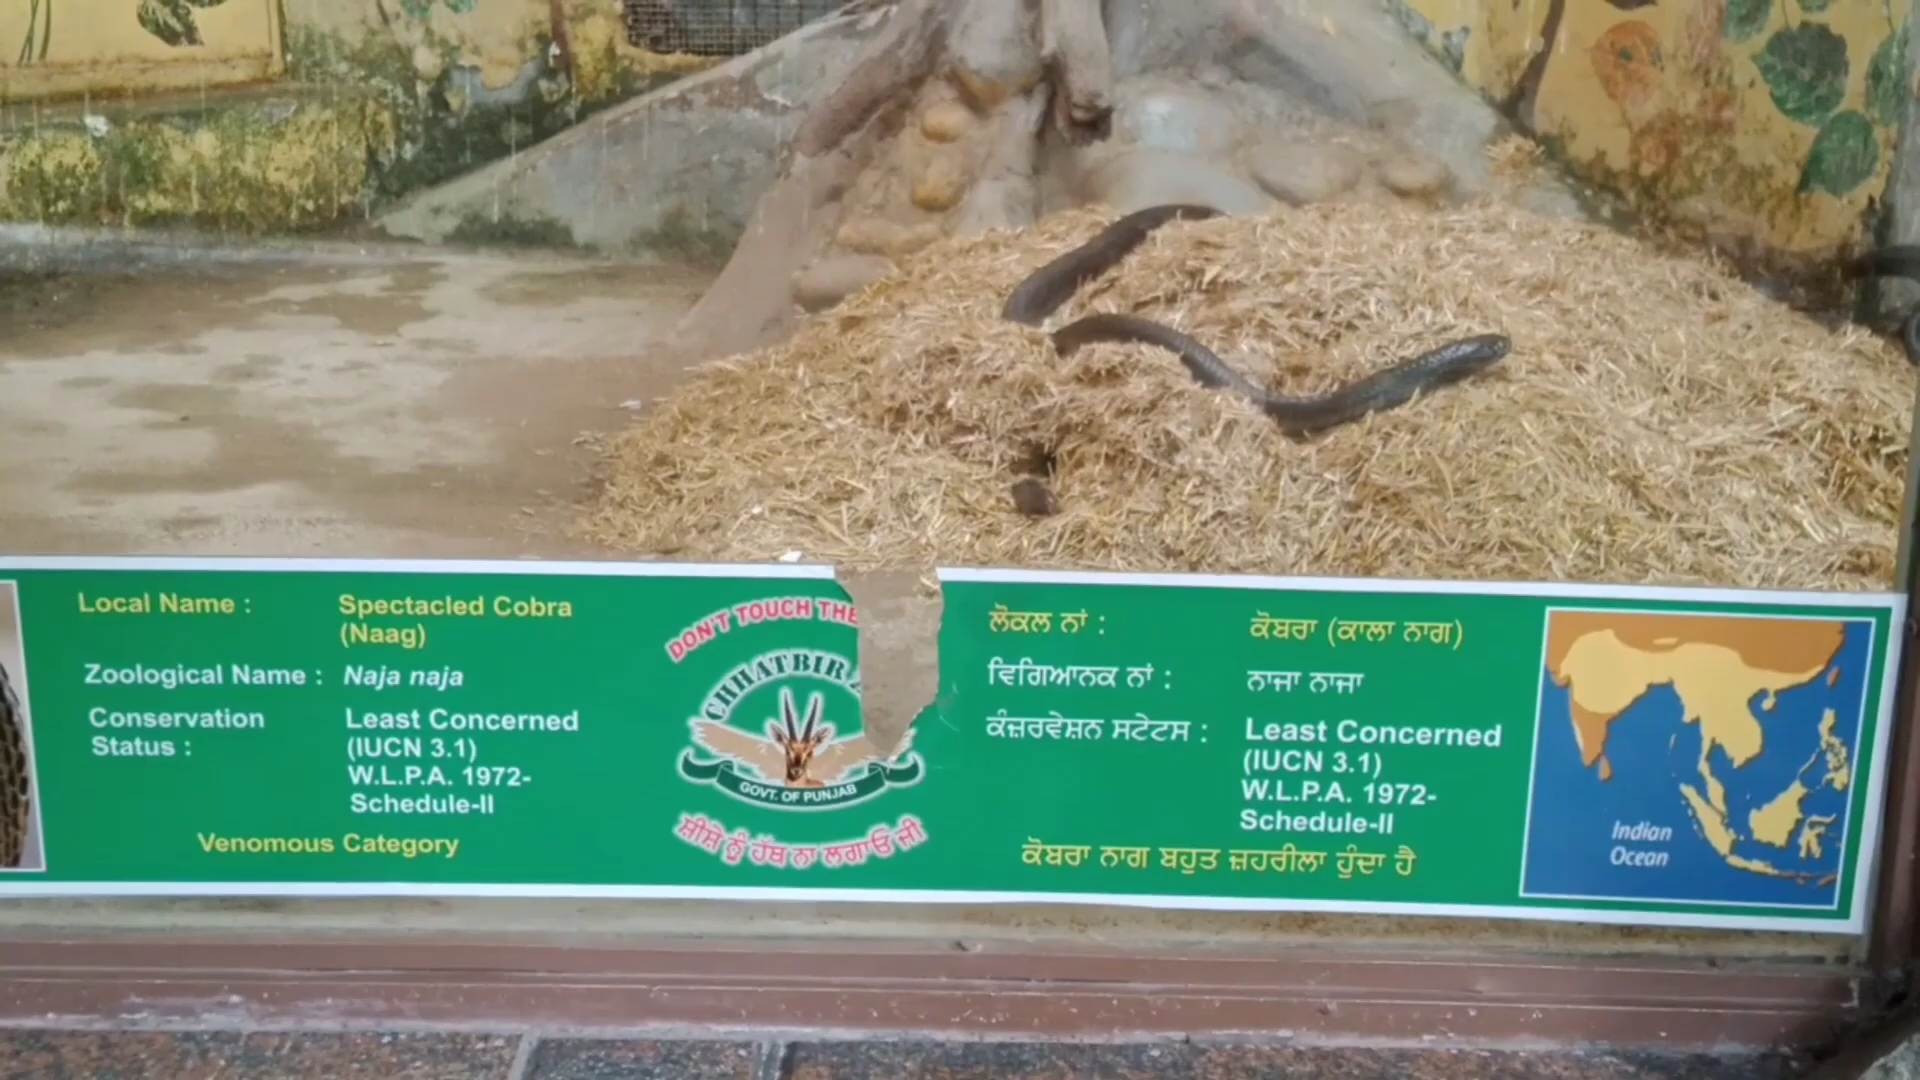 Local Name : Spectacled Cobra
(Naag)
Zoological Name : Naja naja
Conservation Least Concerned
Status : (IUCN 3.1)
W.L.P.A. 1972-
Schedule-II
Venomous Category
DON'T TOUCH THE
GOVT. OF PUNJAB
ਸ਼ੀਸ਼ੇ ਨੂੰ ਹੱਥ ਨਾ ਲਗਾਓ ਜੀ
ਲੋਕਲ ਨਾਂ : ਕੋਬਰਾ (ਕਾਲਾ ਨਾਗ)
ਵਿਗਿਆਨਕ ਨਾਂ : ਨਾਜਾ ਨਾਜਾ
ਕੰਜ਼ਰਵੇਸ਼ਨ ਸਟੇਟਸ : Least Concerned
(IUCN 3.1)
W.L.P.A. 1972-
Schedule-II
ਕੋਬਰਾ ਨਾਗ ਬਹੁਤ ਜ਼ਹਰੀਲਾ ਹੁੰਦਾ ਹੈ
Indian
Ocean